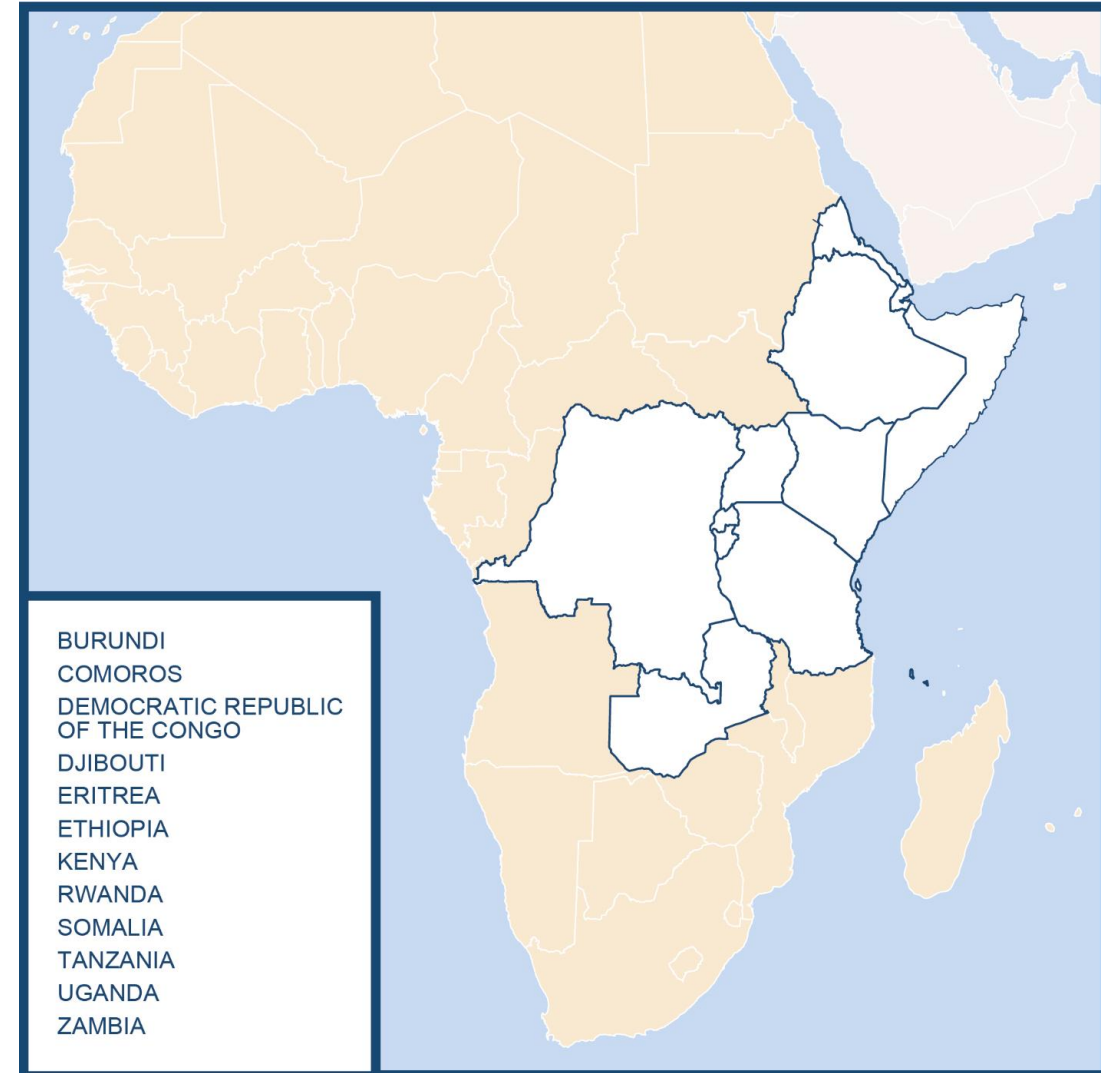 BURUNDI
COMOROS
DEMOCRATIC REPUBLIC
OF THE CONGO
DJIBOUTI
ERITREA
ETHIOPIA
KENYA
RWANDA
SOMALIA
TANZANIA
UGANDA
ZAMBIA